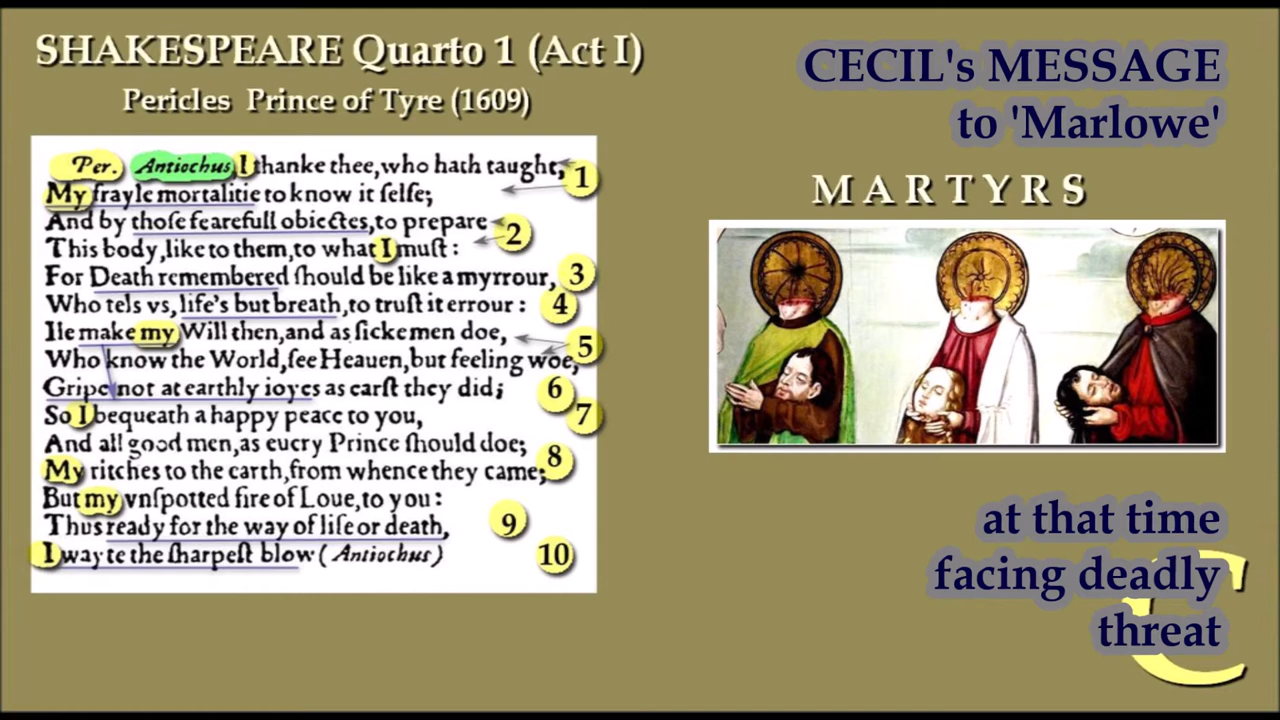 SHAKESPEARE Quarto 1 (Act I)
Pericles Prince of Tyre (1609)
Per. Antiochus I thanke thee,who hath taught, 1
My frayle mortalitie to know it ſelfe;
And by thoſe fearefull obiectes,to prepare 2
This body,like to them,to what I muſt:
For Death remembered ſhould be like a myrrour, 3
Who tels vs, life's but breath,to truſt it errour: 4
Ile make my Will then,and as ſicke men doe, 5
Who know the World,ſee Heauen,but feeling woe,
Gripe not at earthly ioyes as earſt they did; 6
So I bequeath a happy peace to you, 7
And all good men,as euery Prince ſhould doe;
My ritches to the earth,from whence they came; 8
But my vnſpotted fire of Loue,to you:
Thus ready for the way of life or death, 9
I wayte the ſharpeſt blow (Antiochus) 10
CECIL's MESSAGE
to 'Marlowe'
MARTYRS
at that time
facing deadly
threat
C